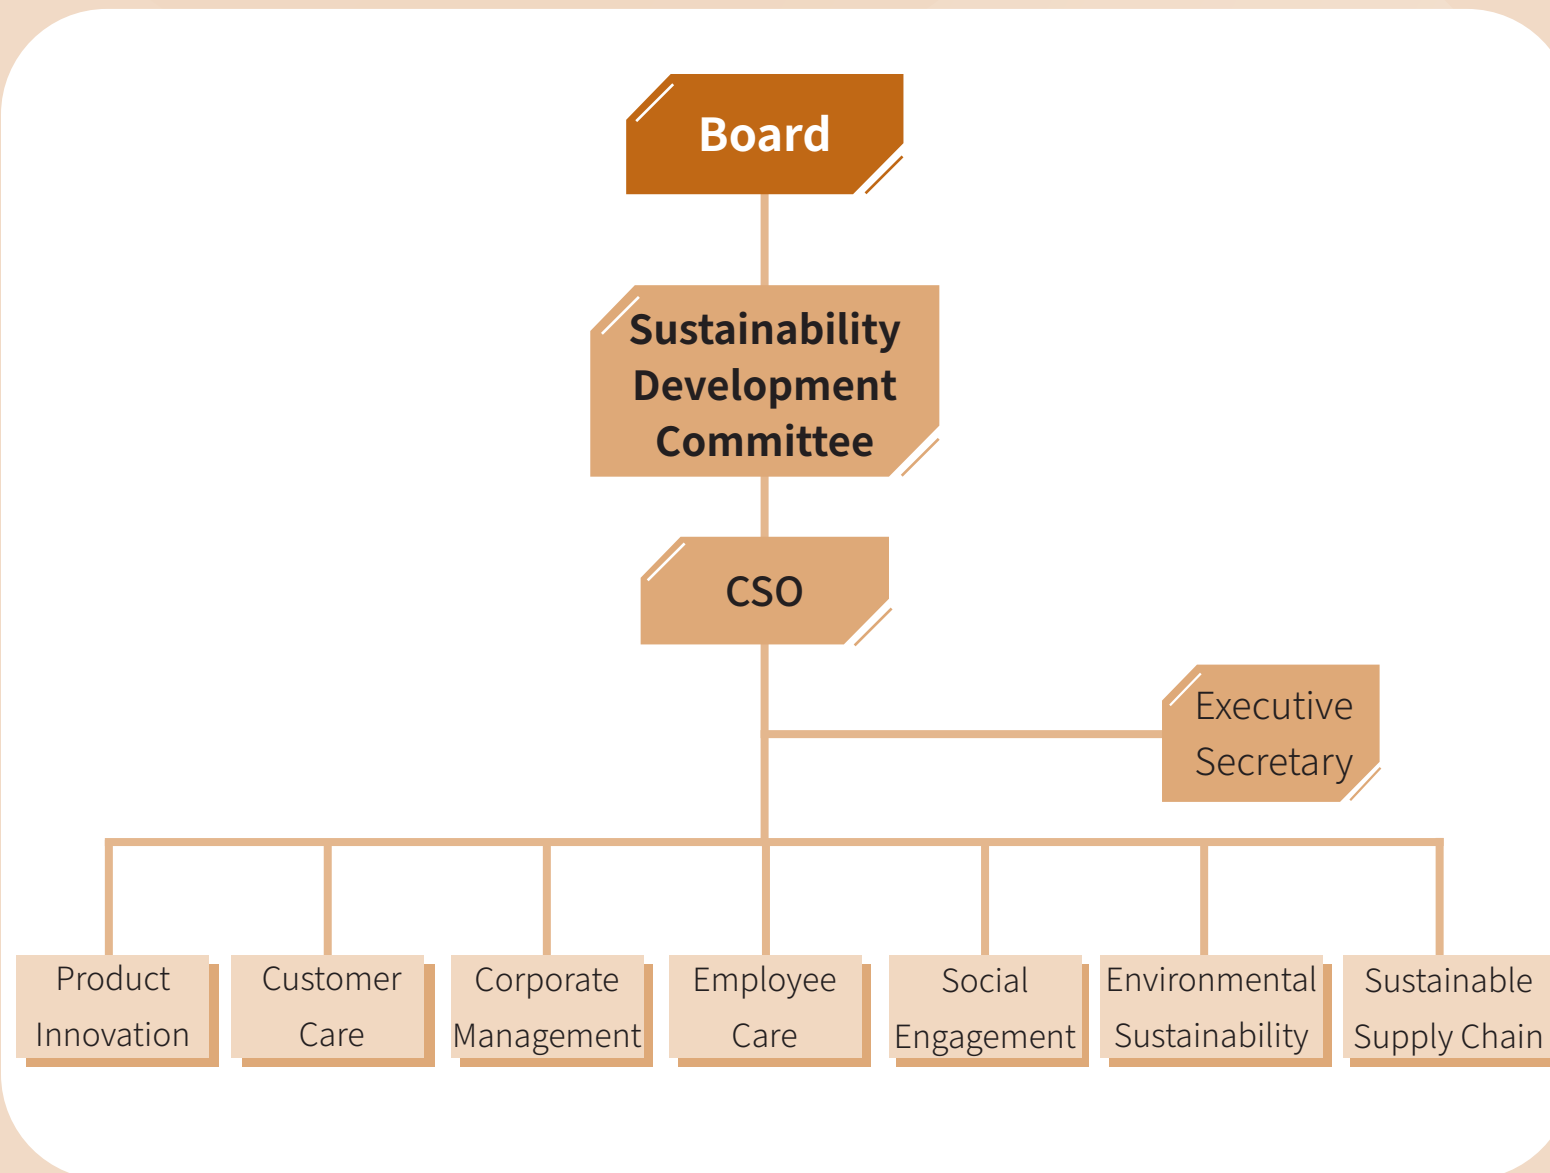 Board
Sustainability
Development
Committee
CSO
Executive
Secretary
Product
Innovation
Customer
Care
Corporate
Management
Employee
Care
Social
Engagement
Environmental
Sustainability
Sustainable
Supply Chain